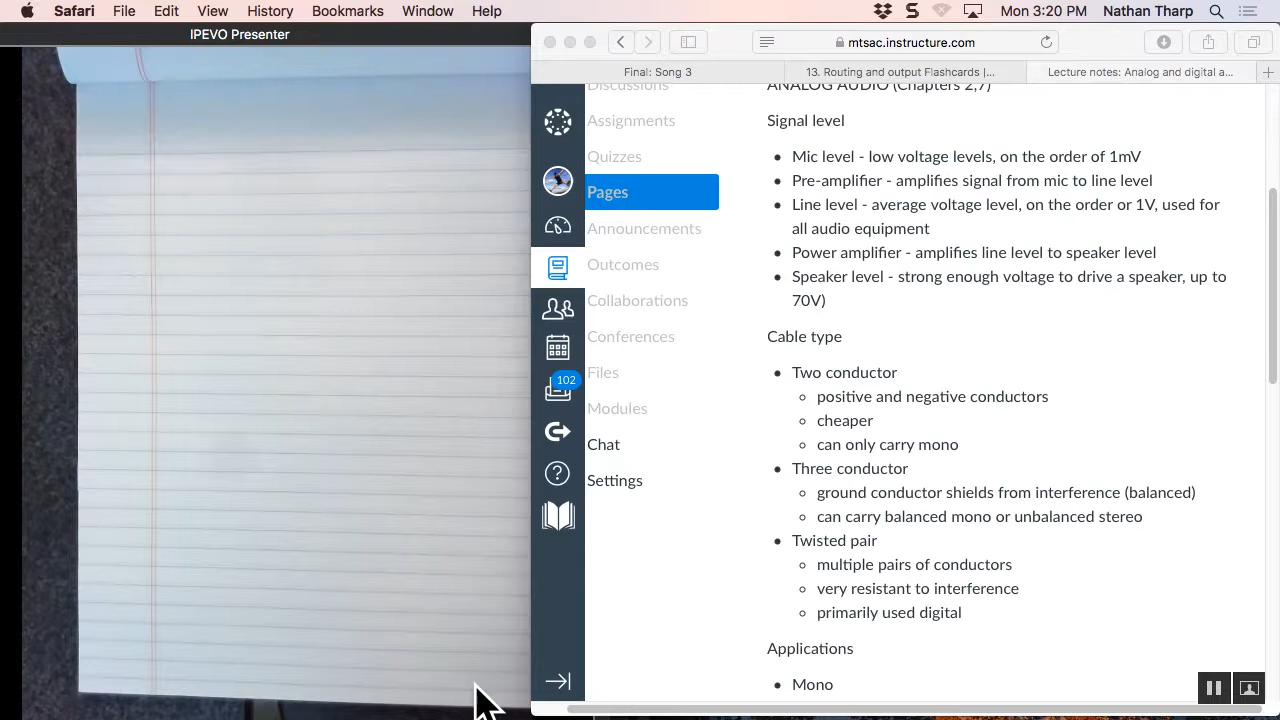 Safari File Edit View History Bookmarks Window Help Mon 3:20 PM Nathan Tharp
IPEVO Presenter
mtsac.instructure.com
Final: Song 3
13. Routing and output Flashcards |...
Lecture notes: Analog and digital a...
Discussions
Assignments
Quizzes
Pages
Announcements
Outcomes
Collaborations
Conferences
Files
Modules
Chat
Settings
102
ANALOG AUDIO (Chapters 2,7)
Signal level
Mic level - low voltage levels, on the order of 1mV
Pre-amplifier - amplifies signal from mic to line level
Line level - average voltage level, on the order or 1V, used for
all audio equipment
Power amplifier - amplifies line level to speaker level
Speaker level - strong enough voltage to drive a speaker, up to
70V)
Cable type
Two conductor
positive and negative conductors
cheaper
can only carry mono
Three conductor
ground conductor shields from interference (balanced)
can carry balanced mono or unbalanced stereo
Twisted pair
multiple pairs of conductors
very resistant to interference
primarily used digital
Applications
Mono